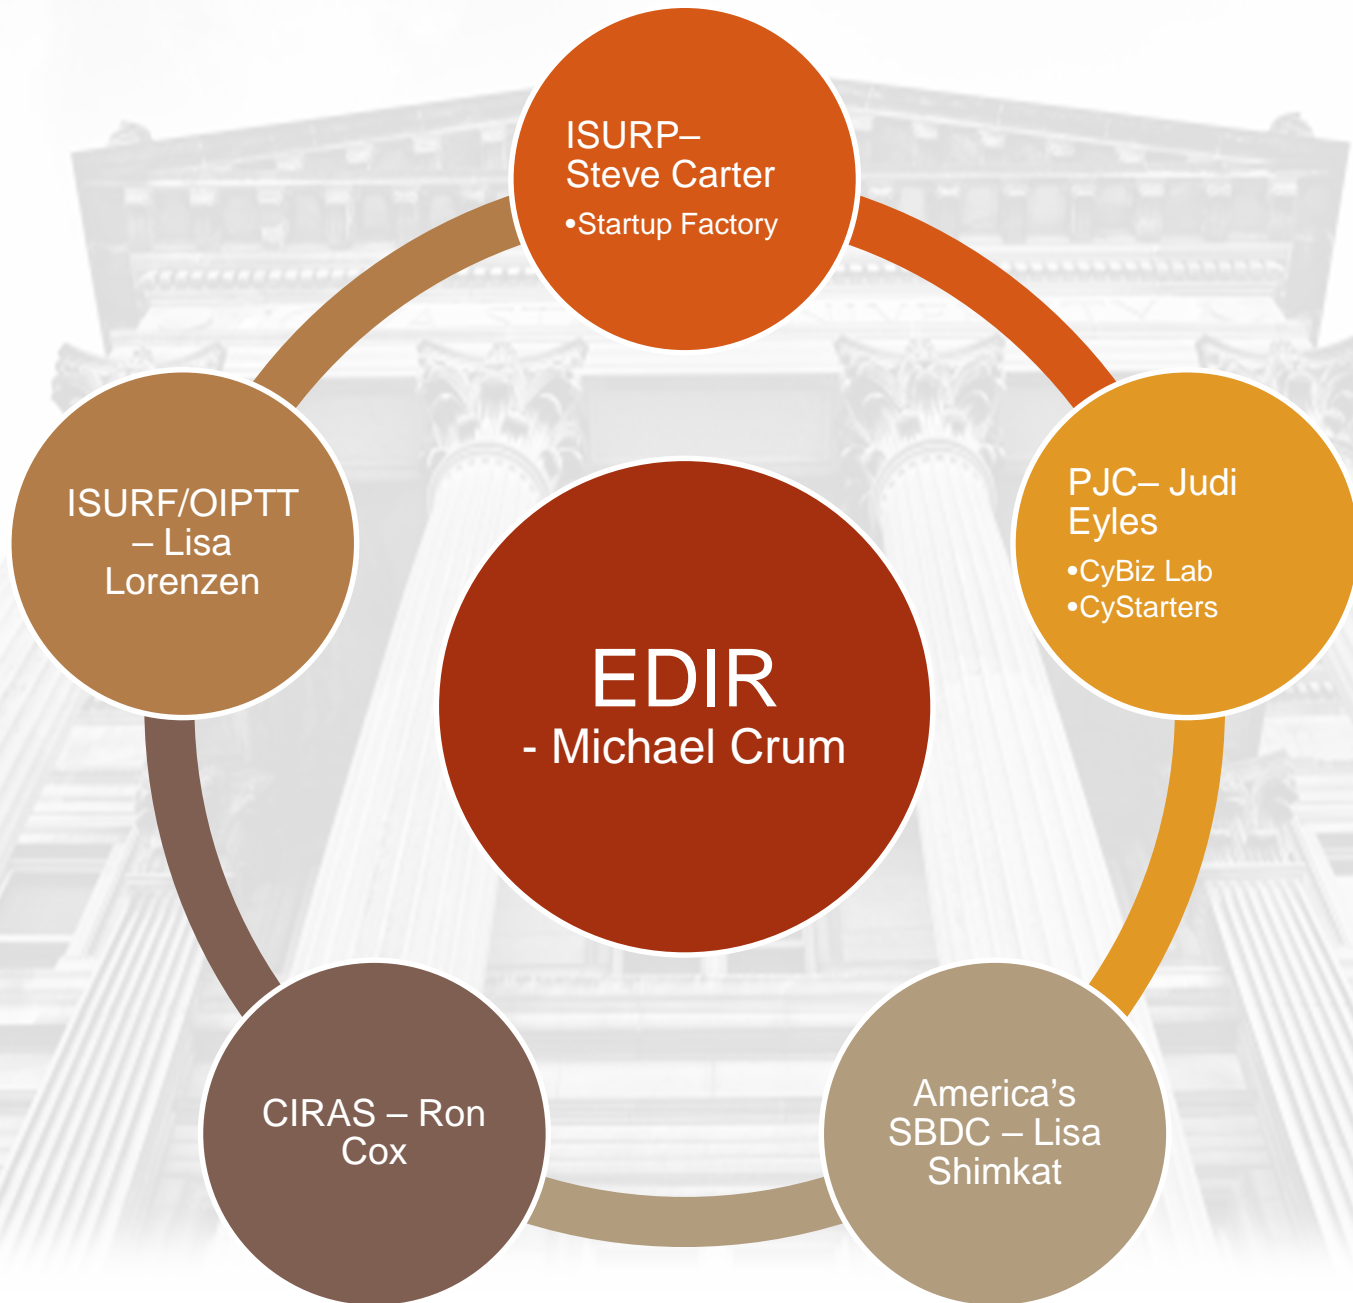 ISURP–
Steve Carter
•Startup Factory
PJC– Judi
Eyles
•CyBiz Lab
•CyStarters
America’s
SBDC – Lisa
Shimkat
CIRAS – Ron
Cox
ISURF/OIPTT
– Lisa
Lorenzen
EDIR
- Michael Crum